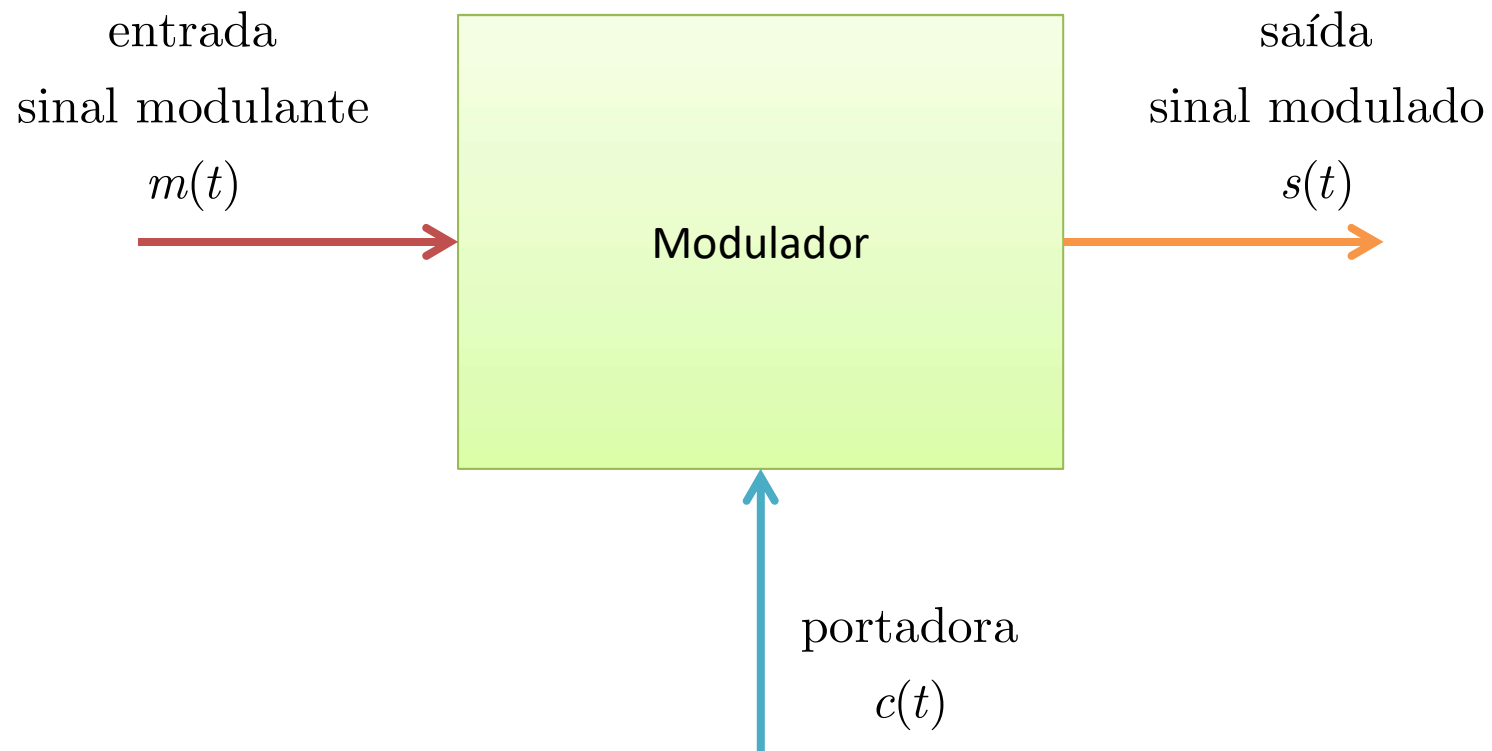 entrada
sinal modulante
m(t)
Modulador
saída
sinal modulado
s(t)
portadora
c(t)